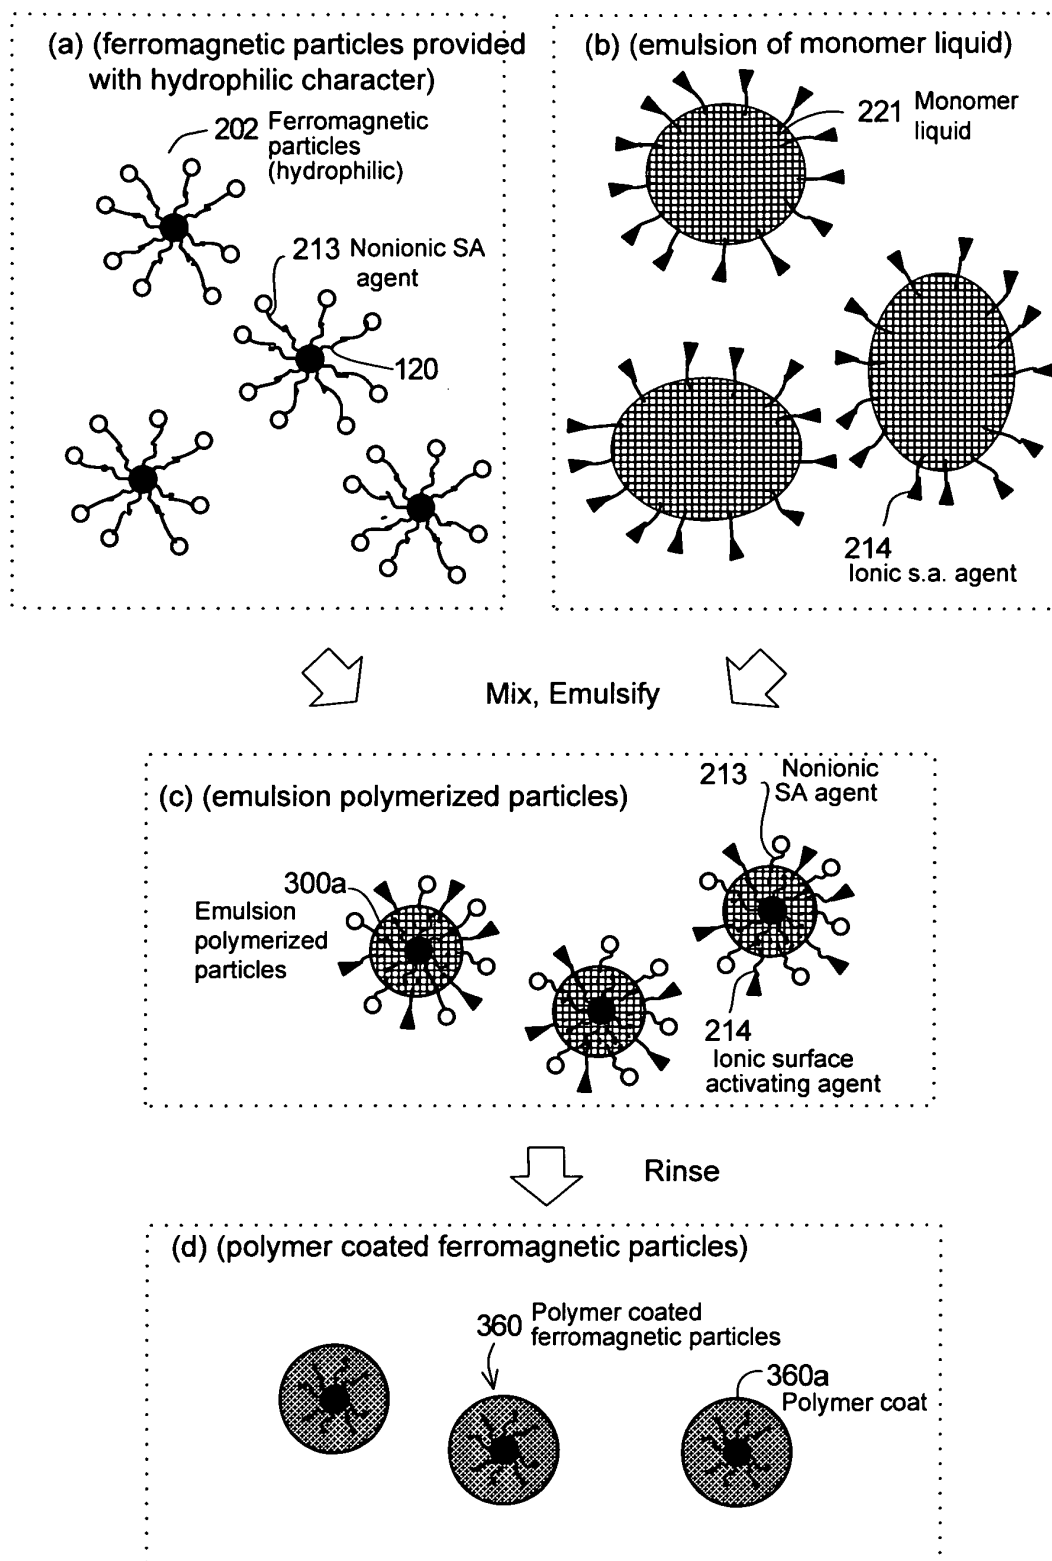 (a) (ferromagnetic particles provided
with hydrophilic character)
202 Ferromagnetic
particles
(hydrophilic)
213 Nonionic SA
agent
120
(b) (emulsion of monomer liquid)
221 Monomer
liquid
214
Ionic s.a. agent
Mix, Emulsify
(c) (emulsion polymerized particles)
213 Nonionic
SA agent
300a
Emulsion
polymerized
particles
214
Ionic surface
activating agent
Rinse
(d) (polymer coated ferromagnetic particles)
360 Polymer coated
ferromagnetic particles
360a
Polymer coat